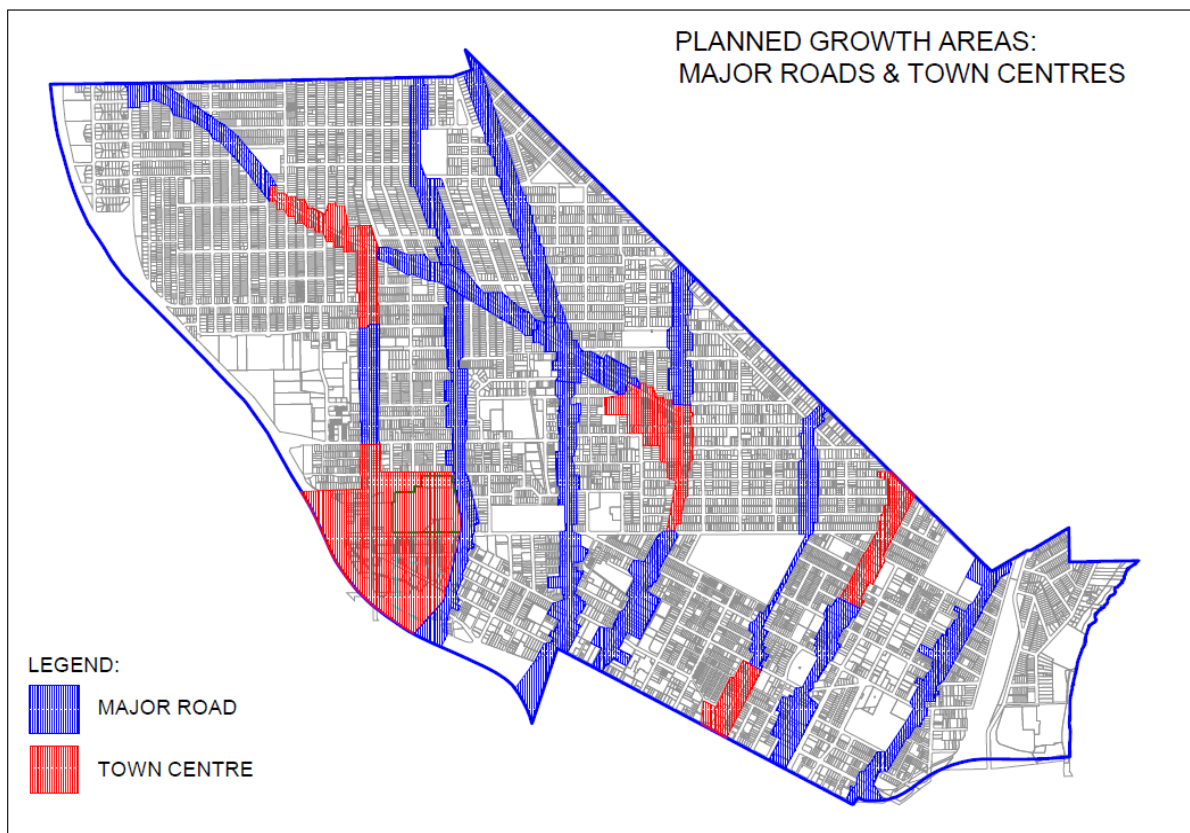 PLANNED GROWTH AREAS:
MAJOR ROADS & TOWN CENTRES
LEGEND:
MAJOR ROAD
TOWN CENTRE